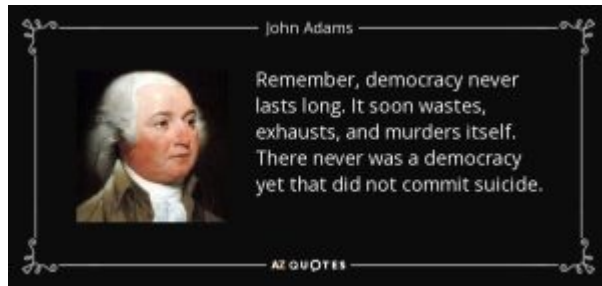 John Adams
Remember, democracy never
lasts long. It soon wastes,
exhausts, and murders itself.
There never was a democracy
yet that did not commit suicide.
AZ QUOTES